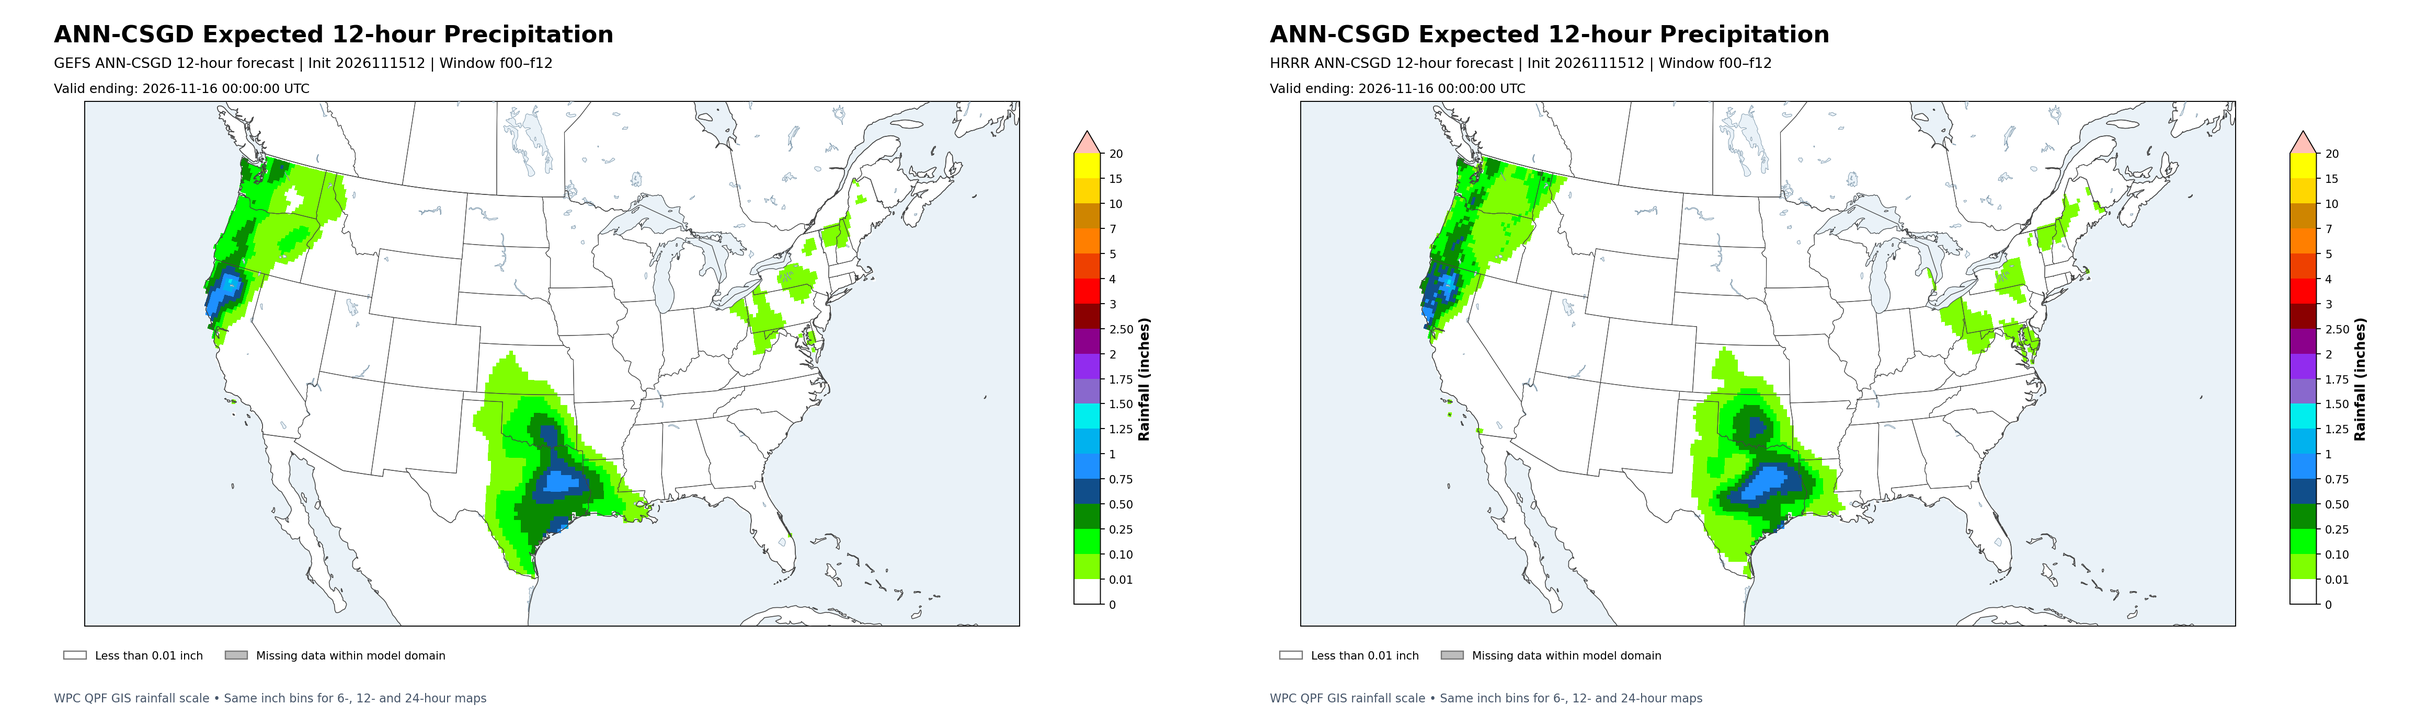 ANN-CSGD Expected 12-hour Precipitation
GEFS ANN-CSGD 12-hour forecast | Init 2026111512 | Window f00–f12
Valid ending: 2026-11-16 00:00:00 UTC
20
15
10
7
5
4
3
2.50
2
1.75
1.50
1.25
1
0.75
0.50
0.25
0.10
0.01
0
Rainfall (inches)
Less than 0.01 inch
Missing data within model domain
WPC QPF GIS rainfall scale • Same inch bins for 6-, 12- and 24-hour maps
ANN-CSGD Expected 12-hour Precipitation
HRRR ANN-CSGD 12-hour forecast | Init 2026111512 | Window f00–f12
Valid ending: 2026-11-16 00:00:00 UTC
20
15
10
7
5
4
3
2.50
2
1.75
1.50
1.25
1
0.75
0.50
0.25
0.10
0.01
0
Rainfall (inches)
Less than 0.01 inch
Missing data within model domain
WPC QPF GIS rainfall scale • Same inch bins for 6-, 12- and 24-hour maps